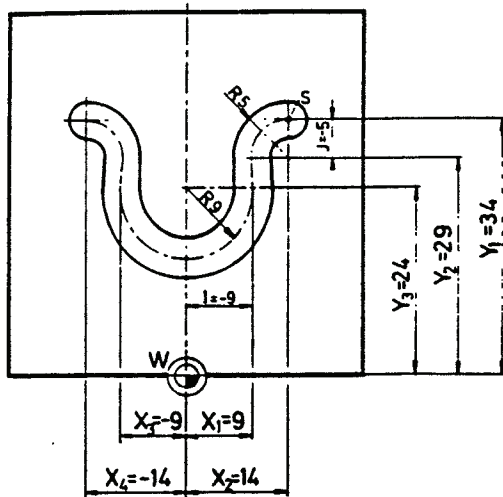 S
R5
J=-5
R9
I=-9
Y₃=24
Y₂=29
Y₁=34
W
X₃=-9
X₁=9
X₄=-14
X₂=14